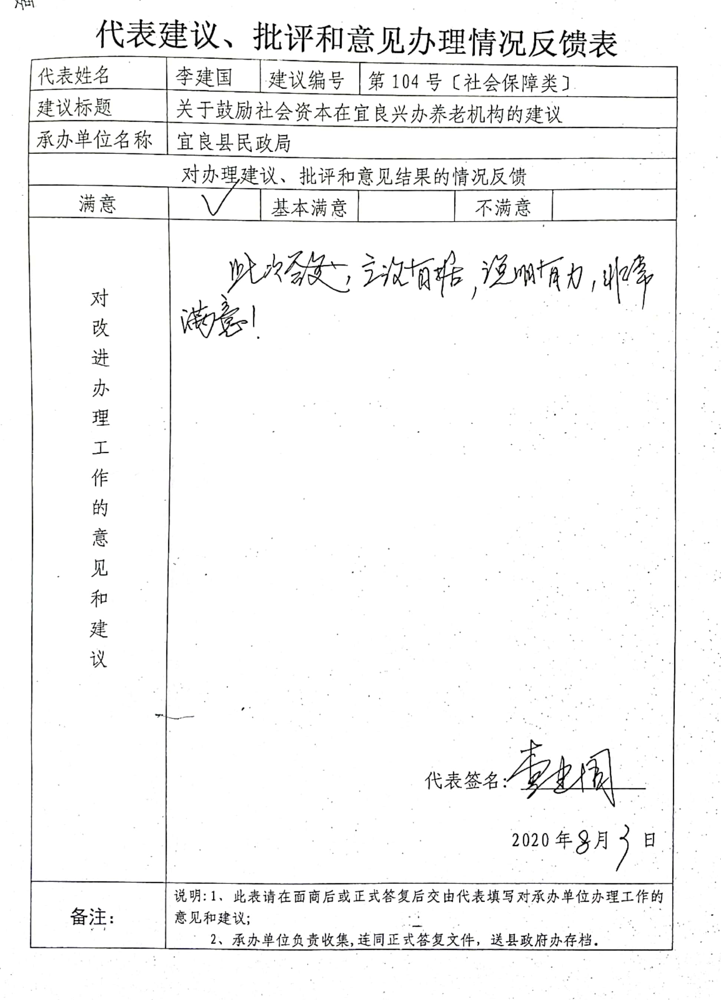 代表建议、批评和意见办理情况反馈表
代表姓名 李建国 建议编号 第104号〔社会保障类〕
建议标题 关于鼓励社会资本在宜良兴办养老机构的建议
承办单位名称 宜良县民政局
对办理建议、批评和意见结果的情况反馈
满意 √ 基本满意 不满意
对改进办理工作的意见和建议
此次答复，言之有据，说明有力，非常
满意！
代表签名：李建国
2020年8月3日
备注：
说明:1、此表请在面商后或正式答复后交由代表填写对承办单位办理工作的
意见和建议；
2、承办单位负责收集,连同正式答复文件，送县政府办存档。